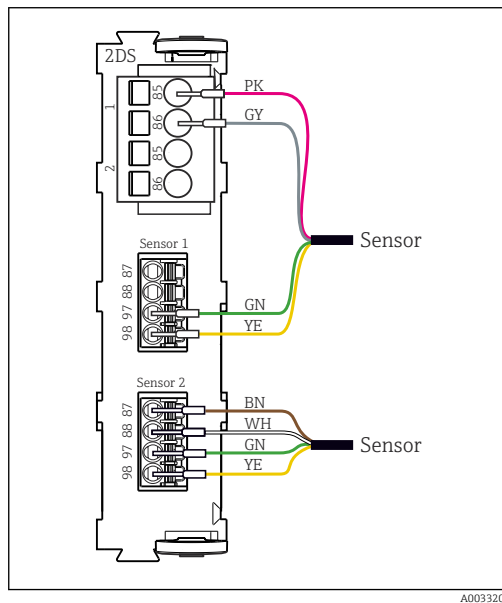 2DS
1
85
PK
86
GY
2
85
86
Sensor
Sensor 1
87
88
97
GN
98
YE
Sensor 2
87
BN
88
WH
97
GN
Sensor
98
YE
A003320